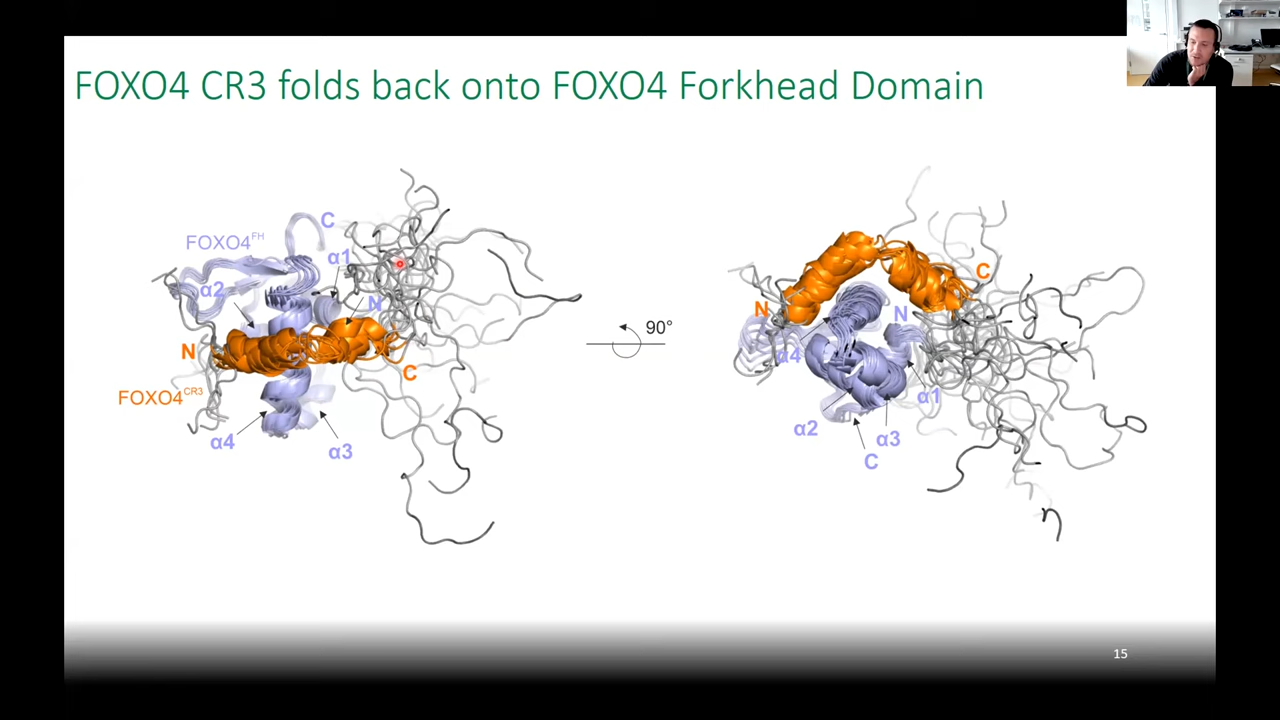 FOXO4 CR3 folds back onto FOXO4 Forkhead Domain
FOXO4FH
C
α1
α2
N
N
C
FOXO4CR3
α4
α3
90°
C
N
N
α4
α1
α2
α3
C
15